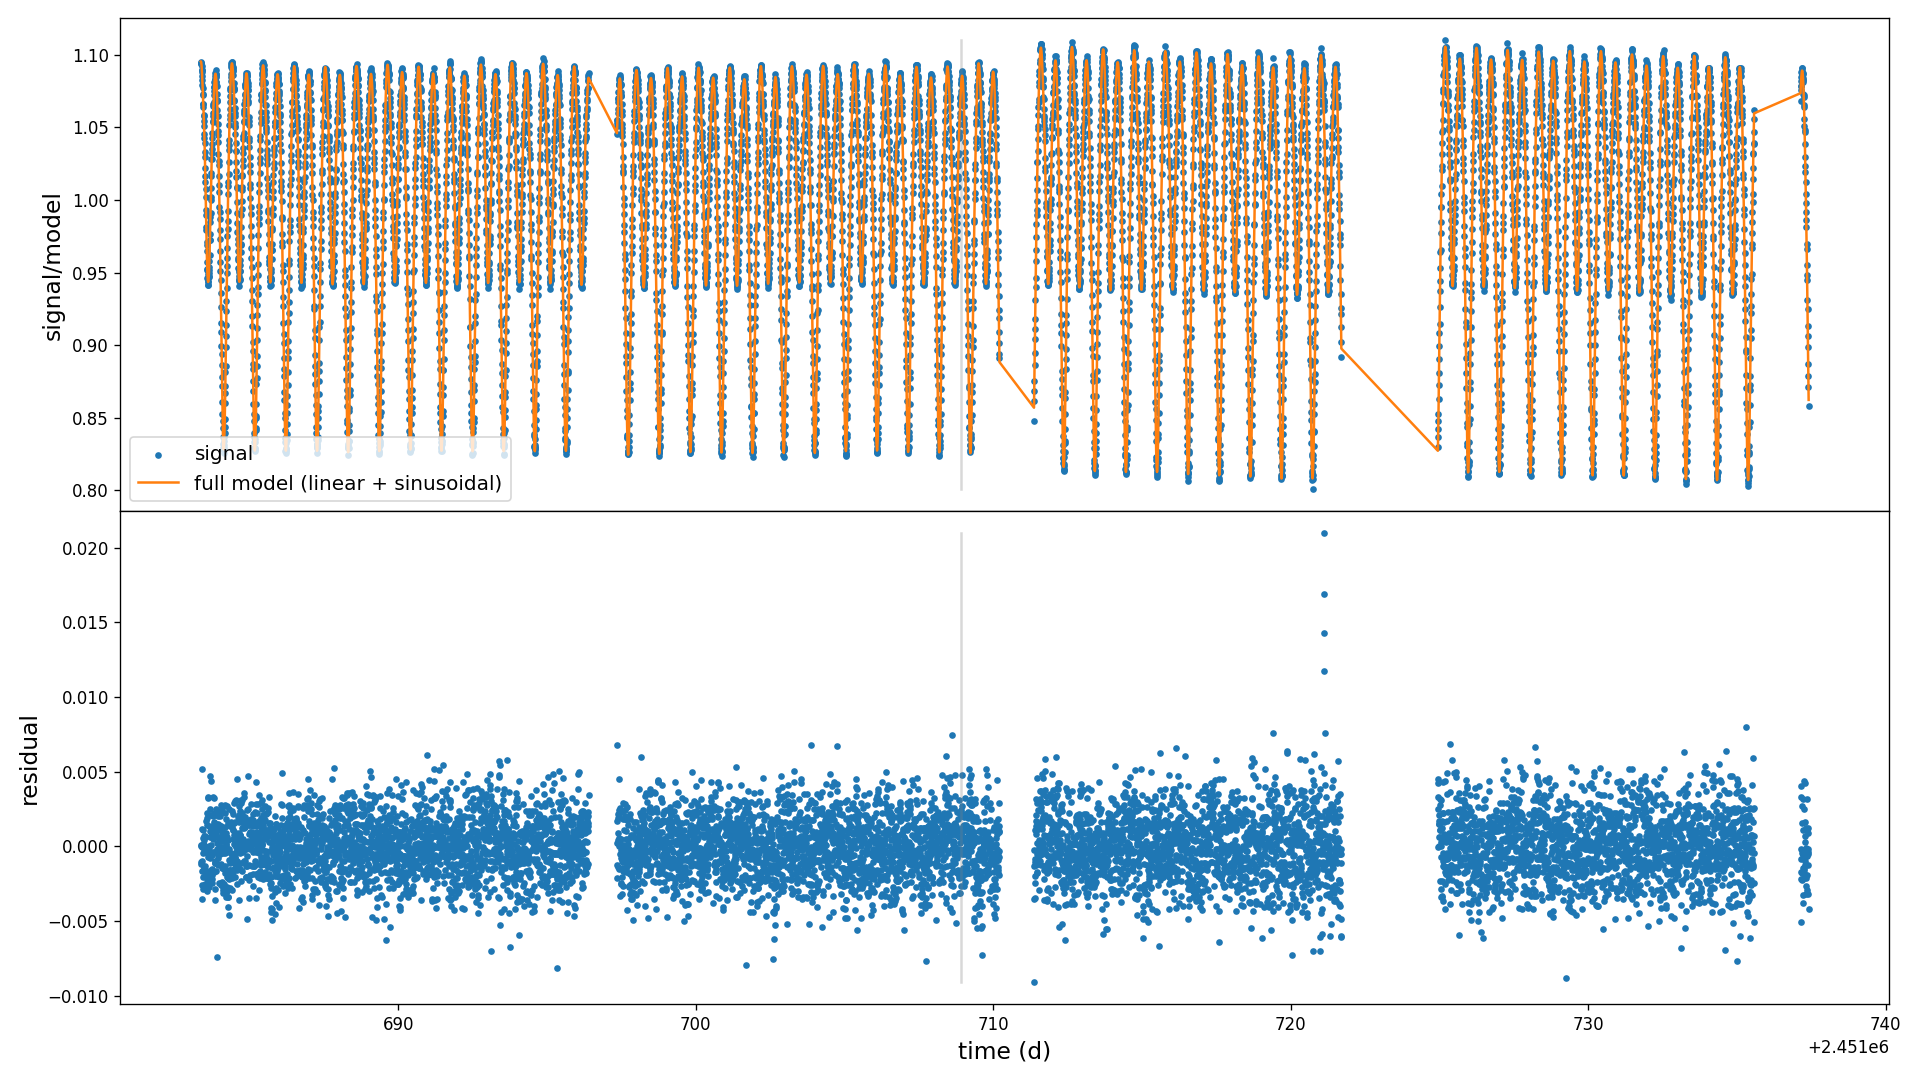 1.10
1.05
1.00
0.95
0.90
0.85
0.80
signal/model
signal
full model (linear + sinusoidal)
0.020
0.015
0.010
0.005
0.000
−0.005
−0.010
residual
690 700 710 720 730 740
time (d)
+2.451e6